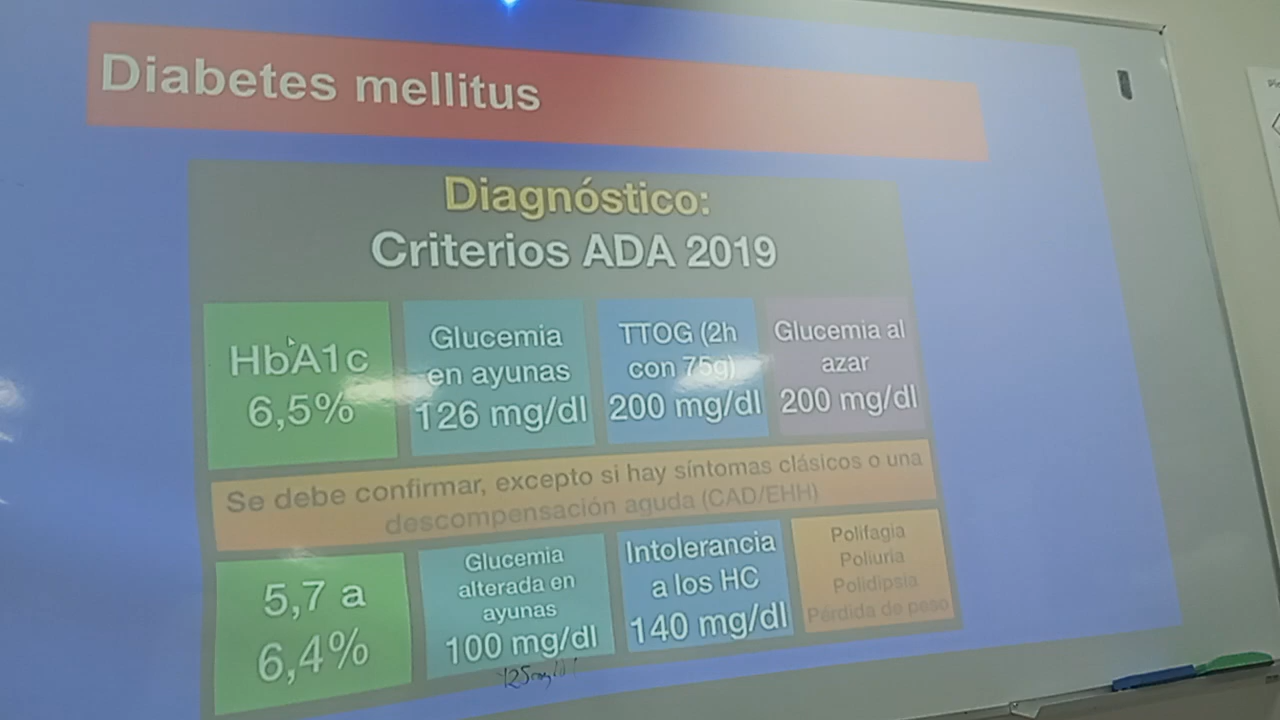 Diabetes mellitus
Diagnóstico:
Criterios ADA 2019
HbA1c
6,5%
Glucemia
en ayunas
126 mg/dl
TTOG (2h
con 75g)
200 mg/dl
Glucemia al
azar
200 mg/dl
Se debe confirmar, excepto si hay síntomas clásicos o una
descompensación aguda (CAD/EHH)
5,7 a
6,4%
Glucemia
alterada en
ayunas
100 mg/dl
125 mg/dl
Intolerancia
a los HC
140 mg/dl
Polifagia
Poliuria
Polidipsia
Pérdida de peso